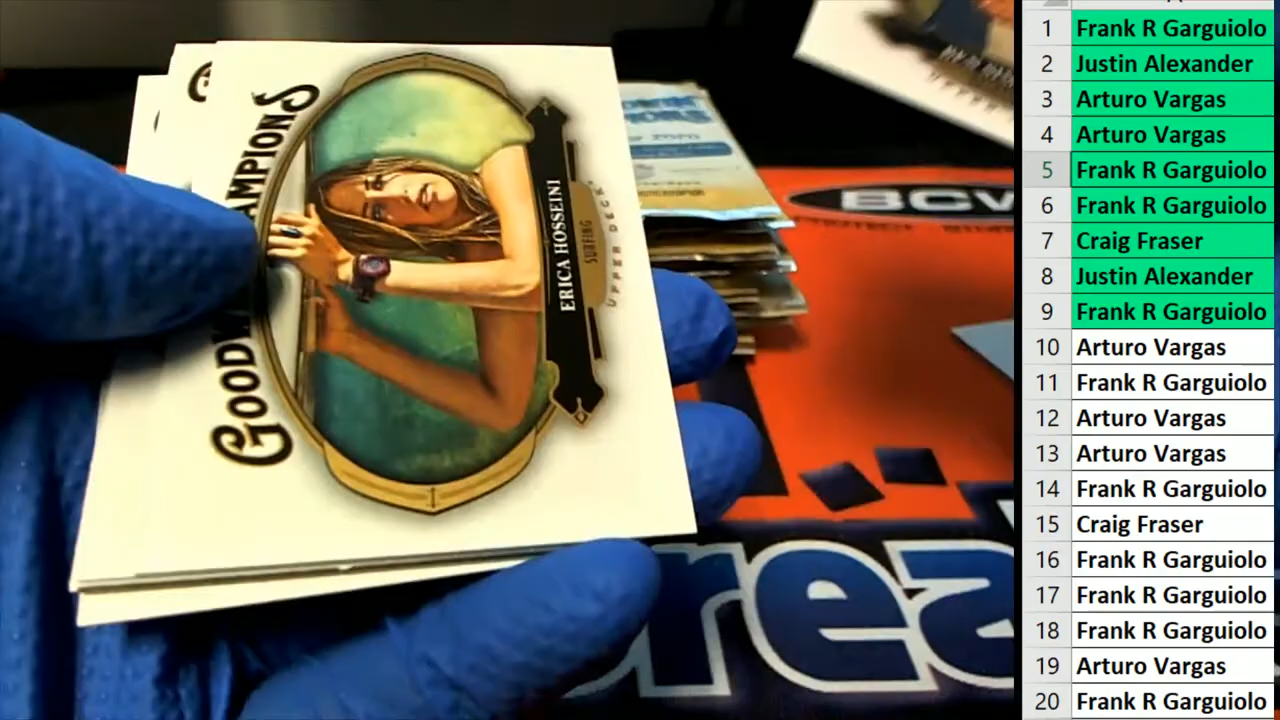 ERICA HOSSEINI
SURFING
UPPER DECK
BCW
rea
1 Frank R Garguiolo
2 Justin Alexander
3 Arturo Vargas
4 Arturo Vargas
5 Frank R Garguiolo
6 Frank R Garguiolo
7 Craig Fraser
8 Justin Alexander
9 Frank R Garguiolo
10 Arturo Vargas
11 Frank R Garguiolo
12 Arturo Vargas
13 Arturo Vargas
14 Frank R Garguiolo
15 Craig Fraser
16 Frank R Garguiolo
17 Frank R Garguiolo
18 Frank R Garguiolo
19 Arturo Vargas
20 Frank R Garguiolo